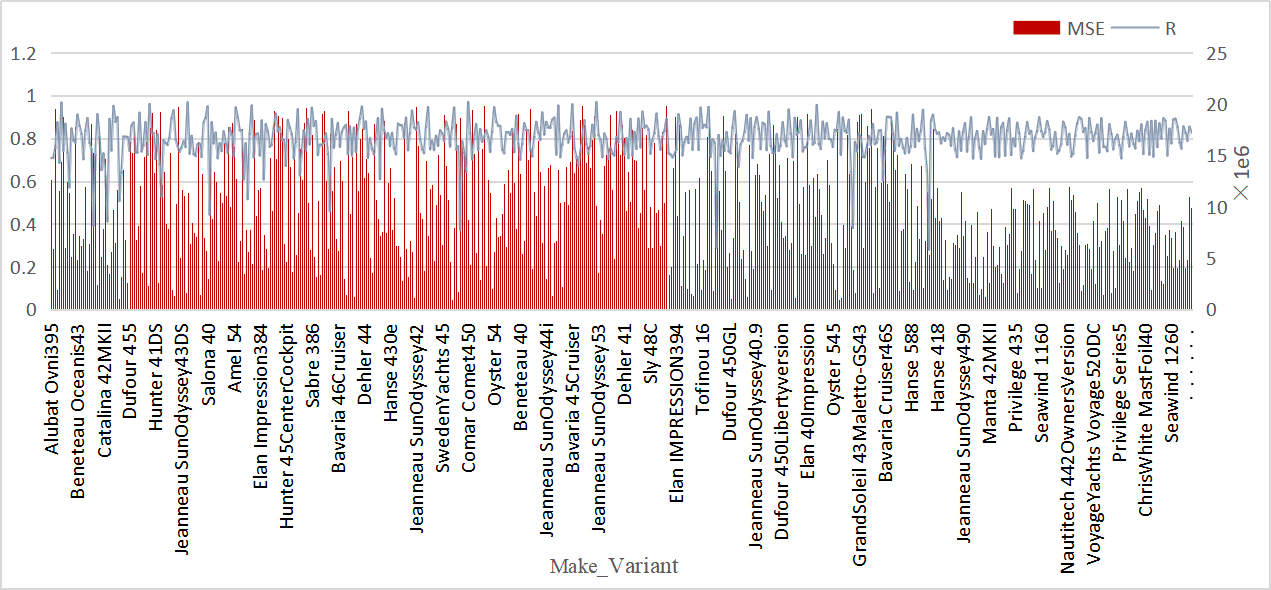 MSE R
1.2
1
0.8
0.6
0.4
0.2
0
25
20
15
10
5
0
×1e6
Alubat Ovni395
Beneteau Oceanis43
Catalina 42MKII
Dufour 455
Hunter 41DS
Jeanneau SunOdyssey43DS
Salona 40
Amel 54
Elan Impression384
Hunter 45CenterCockpit
Sabre 386
Bavaria 46Cruiser
Dehler 44
Hanse 430e
Jeanneau SunOdyssey42
SwedenYachts 45
Comar Comet450
Oyster 54
Beneteau 40
Jeanneau SunOdyssey44i
Bavaria 45Cruiser
Jeanneau SunOdyssey53
Dehler 41
Sly 48C
Elan IMPRESSION394
Tofinou 16
Dufour 450GL
Jeanneau SunOdyssey40.9
Dufour 450Libertyversion
Elan 40Impression
Oyster 545
GrandSoleil 43Maletto-GS43
Bavaria Cruiser46S
Hanse 588
Hanse 418
Jeanneau SunOdyssey490
Manta 42MKII
Privilege 435
Seawind 1160
Nautitech 442OwnersVersion
VoyageYachts Voyage520DC
Privilege Series5
ChrisWhite MastFoil40
Seawind 1260
. . . . . .
Make_Variant